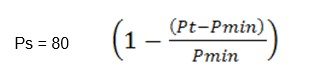 Ps = 80 (1 − (Pt−Pmin)/Pmin)